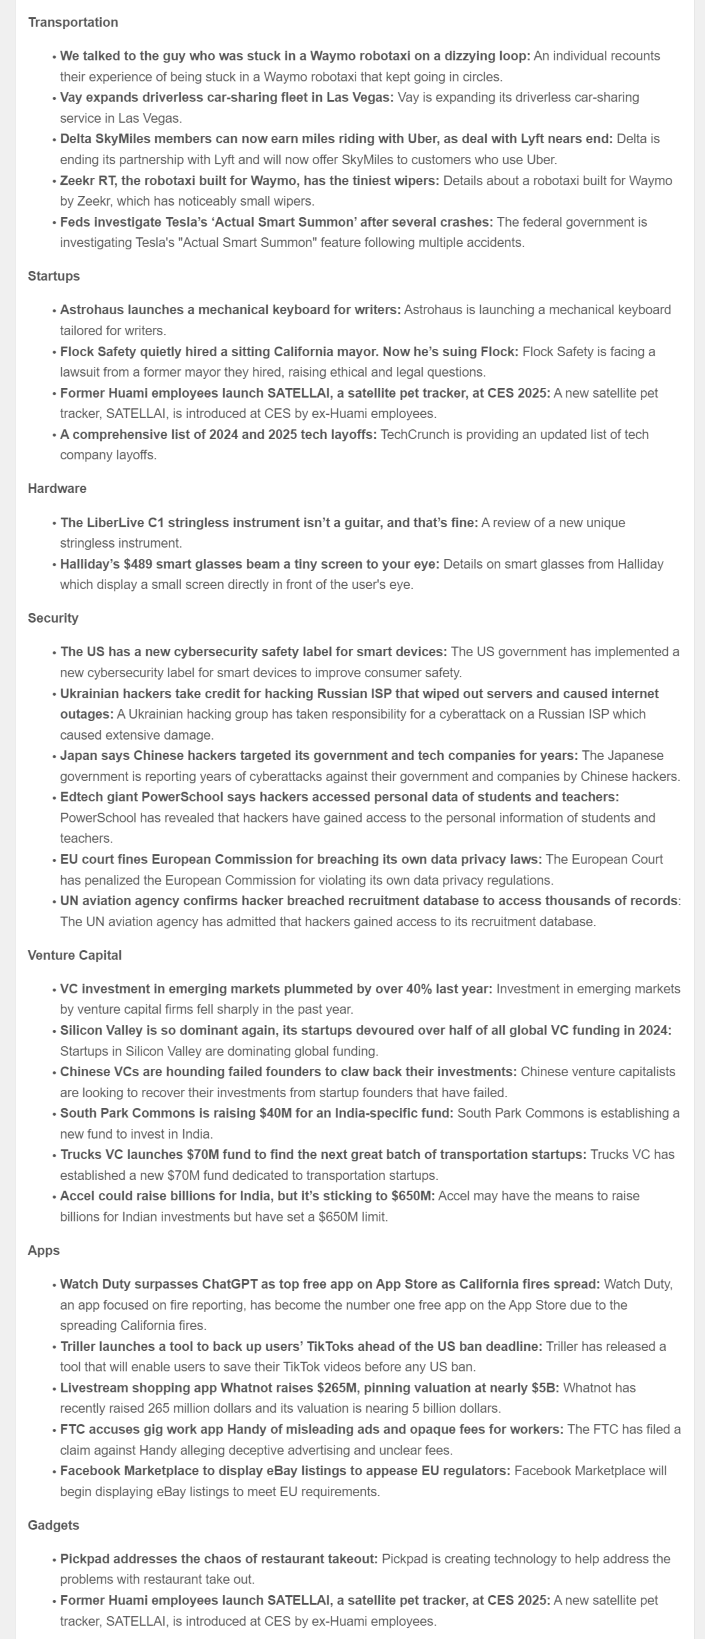 Transportation
• We talked to the guy who was stuck in a Waymo robotaxi on a dizzying loop: An individual recounts
their experience of being stuck in a Waymo robotaxi that kept going in circles.
• Vay expands driverless car-sharing fleet in Las Vegas: Vay is expanding its driverless car-sharing
service in Las Vegas.
• Delta SkyMiles members can now earn miles riding with Uber, as deal with Lyft nears end: Delta is
ending its partnership with Lyft and will now offer SkyMiles to customers who use Uber.
• Zeekr RT, the robotaxi built for Waymo, has the tiniest wipers: Details about a robotaxi built for Waymo
by Zeekr, which has noticeably small wipers.
• Feds investigate Tesla’s ‘Actual Smart Summon’ after several crashes: The federal government is
investigating Tesla's "Actual Smart Summon" feature following multiple accidents.
Startups
• Astrohaus launches a mechanical keyboard for writers: Astrohaus is launching a mechanical keyboard
tailored for writers.
• Flock Safety quietly hired a sitting California mayor. Now he’s suing Flock: Flock Safety is facing a
lawsuit from a former mayor they hired, raising ethical and legal questions.
• Former Huami employees launch SATELLAI, a satellite pet tracker, at CES 2025: A new satellite pet
tracker, SATELLAI, is introduced at CES by ex-Huami employees.
• A comprehensive list of 2024 and 2025 tech layoffs: TechCrunch is providing an updated list of tech
company layoffs.
Hardware
• The LiberLive C1 stringless instrument isn’t a guitar, and that’s fine: A review of a new unique
stringless instrument.
• Halliday’s $489 smart glasses beam a tiny screen to your eye: Details on smart glasses from Halliday
which display a small screen directly in front of the user's eye.
Security
• The US has a new cybersecurity safety label for smart devices: The US government has implemented a
new cybersecurity label for smart devices to improve consumer safety.
• Ukrainian hackers take credit for hacking Russian ISP that wiped out servers and caused internet
outages: A Ukrainian hacking group has taken responsibility for a cyberattack on a Russian ISP which
caused extensive damage.
• Japan says Chinese hackers targeted its government and tech companies for years: The Japanese
government is reporting years of cyberattacks against their government and companies by Chinese hackers.
• Edtech giant PowerSchool says hackers accessed personal data of students and teachers:
PowerSchool has revealed that hackers have gained access to the personal information of students and
teachers.
• EU court fines European Commission for breaching its own data privacy laws: The European Court
has penalized the European Commission for violating its own data privacy regulations.
• UN aviation agency confirms hacker breached recruitment database to access thousands of records:
The UN aviation agency has admitted that hackers gained access to its recruitment database.
Venture Capital
• VC investment in emerging markets plummeted by over 40% last year: Investment in emerging markets
by venture capital firms fell sharply in the past year.
• Silicon Valley is so dominant again, its startups devoured over half of all global VC funding in 2024:
Startups in Silicon Valley are dominating global funding.
• Chinese VCs are hounding failed founders to claw back their investments: Chinese venture capitalists
are looking to recover their investments from startup founders that have failed.
• South Park Commons is raising $40M for an India-specific fund: South Park Commons is establishing a
new fund to invest in India.
• Trucks VC launches $70M fund to find the next great batch of transportation startups: Trucks VC has
established a new $70M fund dedicated to transportation startups.
• Accel could raise billions for India, but it’s sticking to $650M: Accel may have the means to raise
billions for Indian investments but have set a $650M limit.
Apps
• Watch Duty surpasses ChatGPT as top free app on App Store as California fires spread: Watch Duty,
an app focused on fire reporting, has become the number one free app on the App Store due to the
spreading California fires.
• Triller launches a tool to back up users’ TikToks ahead of the US ban deadline: Triller has released a
tool that will enable users to save their TikTok videos before any US ban.
• Livestream shopping app Whatnot raises $265M, pinning valuation at nearly $5B: Whatnot has
recently raised 265 million dollars and its valuation is nearing 5 billion dollars.
• FTC accuses gig work app Handy of misleading ads and opaque fees for workers: The FTC has filed a
claim against Handy alleging deceptive advertising and unclear fees.
• Facebook Marketplace to display eBay listings to appease EU regulators: Facebook Marketplace will
begin displaying eBay listings to meet EU requirements.
Gadgets
• Pickpad addresses the chaos of restaurant takeout: Pickpad is creating technology to help address the
problems with restaurant take out.
• Former Huami employees launch SATELLAI, a satellite pet tracker, at CES 2025: A new satellite pet
tracker, SATELLAI, is introduced at CES by ex-Huami employees.